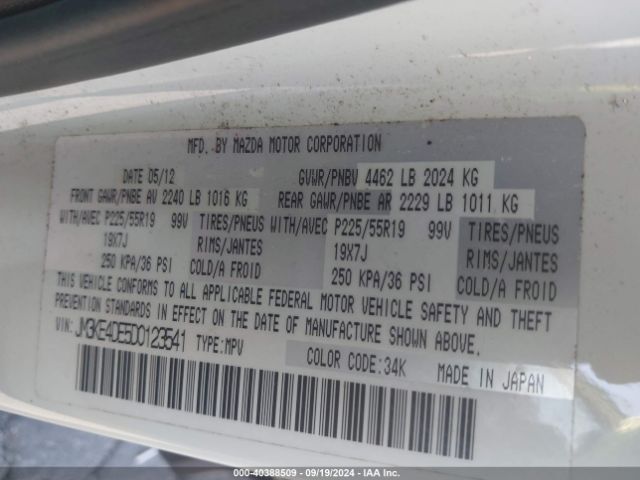 MFD. BY MAZDA MOTOR CORPORATION
DATE 05/12 GVWR/PNBV 4462 LB 2024 KG
FRONT GAWR/PNBE AV 2240 LB 1016 KG REAR GAWR/PNBE AR 2229 LB 1011 KG
WITH/AVEC P225/55R19 99V TIRES/PNEUS WITH/AVEC P225/55R19 99V TIRES/PNEUS
19X7J RIMS/JANTES 19X7J RIMS/JANTES
250 KPA/36 PSI COLD/A FROID 250 KPA/36 PSI COLD/A FROID
THIS VEHICLE CONFORMS TO ALL APPLICABLE FEDERAL MOTOR VEHICLE SAFETY AND THEFT
PREVENTION STANDARDS IN EFFECT ON THE DATE OF MANUFACTURE SHOWN ABOVE.
VIN: JM3KE4DE5D0123541 TYPE:MPV
COLOR CODE:34K MADE IN JAPAN
000-40388509 - 09/19/2024 - IAA Inc.